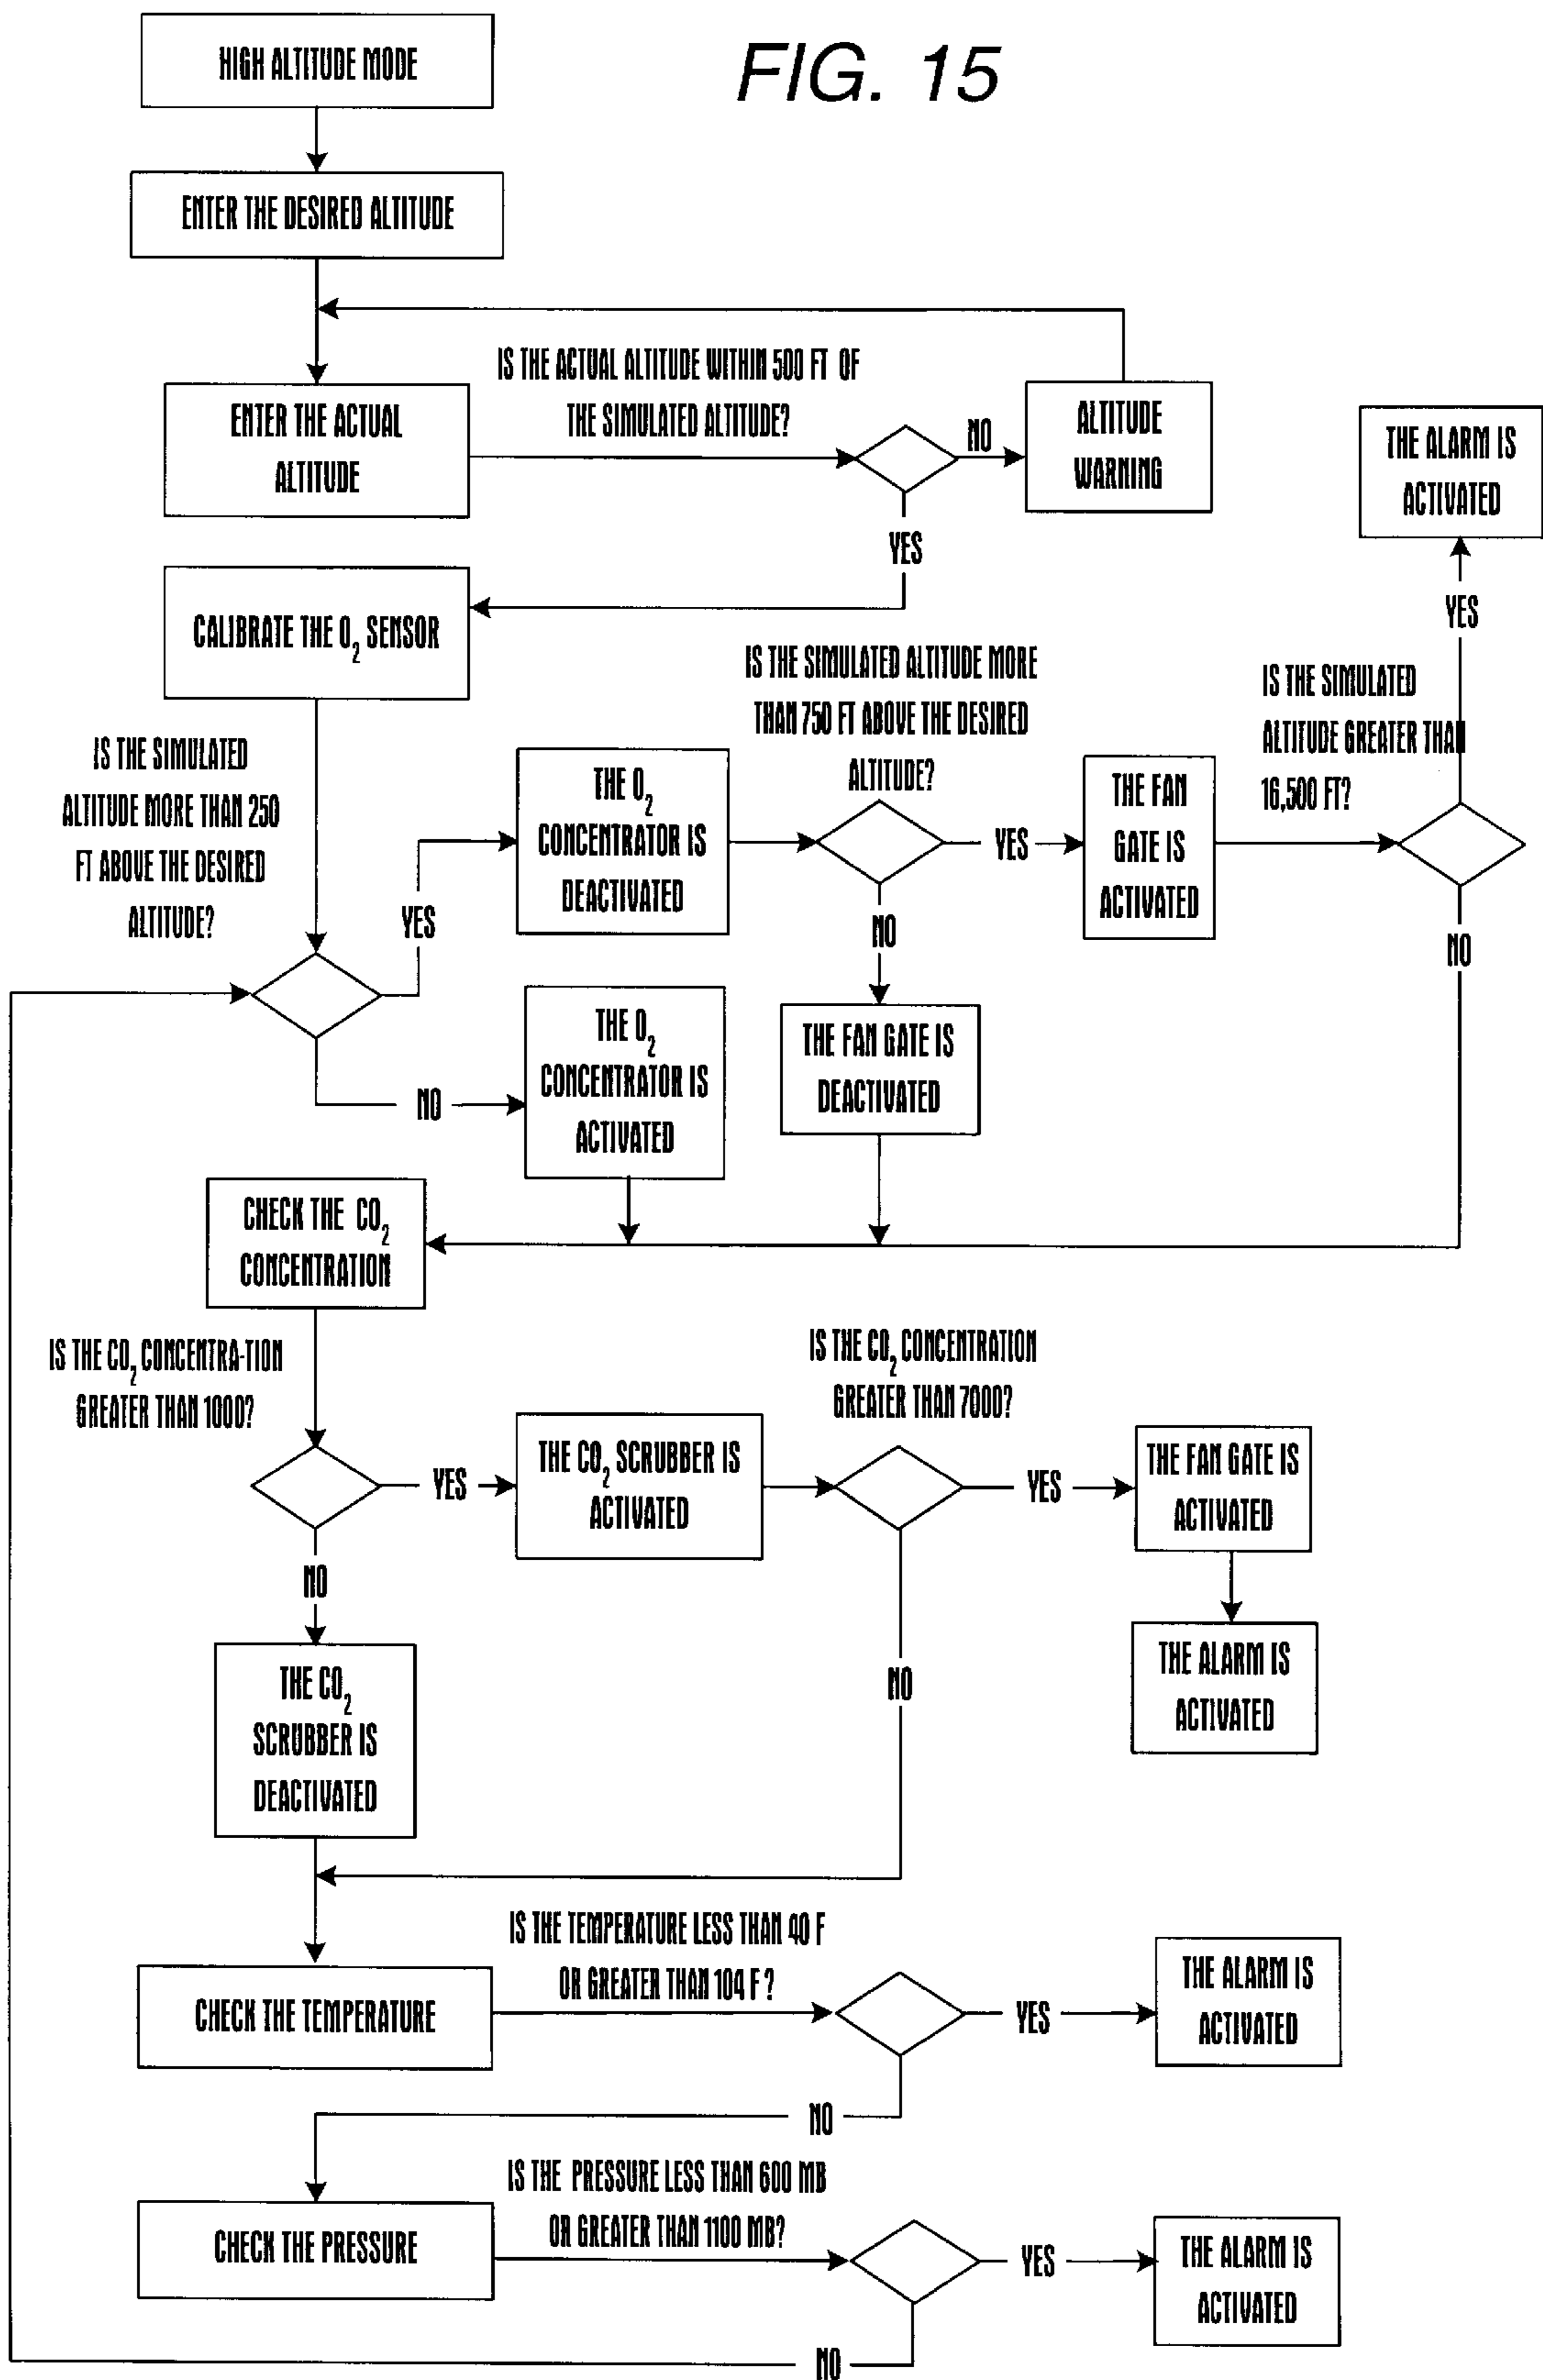 FIG. 15
HIGH ALTITUDE MODE
ENTER THE DESIRED ALTITUDE
IS THE ACTUAL ALTITUDE WITHIN 500 FT OF
THE SIMULATED ALTITUDE?
ENTER THE ACTUAL
ALTITUDE
NO
ALTITUDE
WARNING
YES
THE ALARM IS
ACTIVATED
YES
CALIBRATE THE O₂ SENSOR
IS THE SIMULATED ALTITUDE MORE
THAN 750 FT ABOVE THE DESIRED
ALTITUDE?
IS THE SIMULATED
ALTITUDE GREATER THAN
16,500 FT?
IS THE SIMULATED
ALTITUDE MORE THAN 250
FT ABOVE THE DESIRED
ALTITUDE?
YES
THE O₂
CONCENTRATOR IS
DEACTIVATED
YES
THE FAN
GATE IS
ACTIVATED
NO
NO
NO
THE O₂
CONCENTRATOR IS
ACTIVATED
THE FAN GATE IS
DEACTIVATED
CHECK THE CO₂
CONCENTRATION
IS THE CO₂ CONCENTRA-TION
GREATER THAN 1000?
IS THE CO₂ CONCENTRATION
GREATER THAN 7000?
YES
THE CO₂ SCRUBBER IS
ACTIVATED
YES
THE FAN GATE IS
ACTIVATED
NO
NO
THE ALARM IS
ACTIVATED
THE CO₂
SCRUBBER IS
DEACTIVATED
IS THE TEMPERATURE LESS THAN 40 F
OR GREATER THAN 104 F ?
CHECK THE TEMPERATURE
YES
THE ALARM IS
ACTIVATED
NO
IS THE PRESSURE LESS THAN 600 MB
OR GREATER THAN 1100 MB?
CHECK THE PRESSURE
YES
THE ALARM IS
ACTIVATED
NO